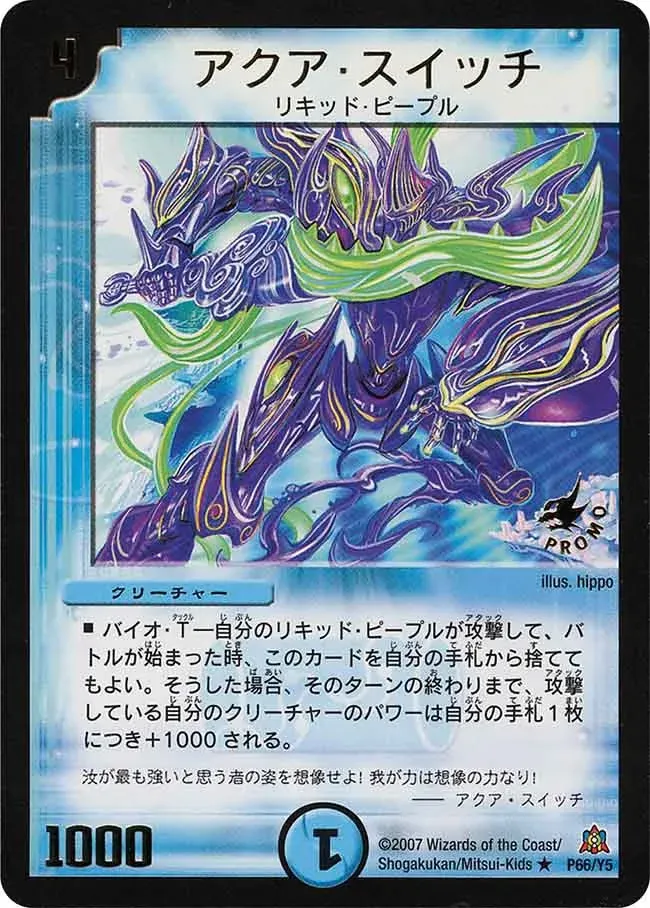 4
アクア・スイッチ
リキッド・ピープル
PROMO
illus. hippo
クリーチャー
■ バイオ・T―自分のリキッド・ピープルが攻撃して、バ
トルが始まった時、このカードを自分の手札から捨てて
もよい。そうした場合、そのターンの終わりまで、攻撃
している自分のクリーチャーのパワーは自分の手札1枚
につき+1000される。
汝が最も強いと思う者の姿を想像せよ! 我が力は想像の力なり!
―― アクア・スイッチ
1000
1
©2007 Wizards of the Coast/
Shogakukan/Mitsui-Kids ★ P66/Y5